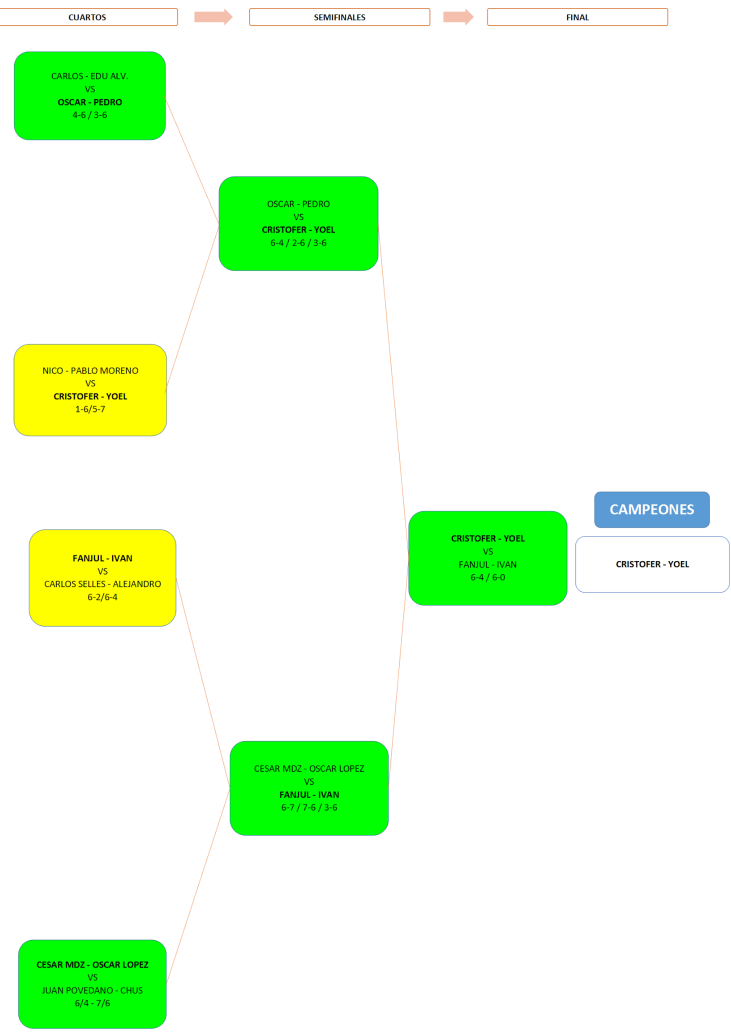 CUARTOS
SEMIFINALES
FINAL
CARLOS - EDU ALV.
VS
OSCAR - PEDRO
4-6 / 3-6
OSCAR - PEDRO
VS
CRISTOFER - YOEL
6-4 / 2-6 / 3-6
NICO - PABLO MORENO
VS
CRISTOFER - YOEL
1-6/5-7
FANJUL - IVAN
VS
CARLOS SELLES - ALEJANDRO
6-2/6-4
CRISTOFER - YOEL
VS
FANJUL - IVAN
6-4 / 6-0
CAMPEONES
CRISTOFER - YOEL
CESAR MDZ - OSCAR LOPEZ
VS
FANJUL - IVAN
6-7 / 7-6 / 3-6
CESAR MDZ - OSCAR LOPEZ
VS
JUAN POVEDANO - CHUS
6/4 - 7/6